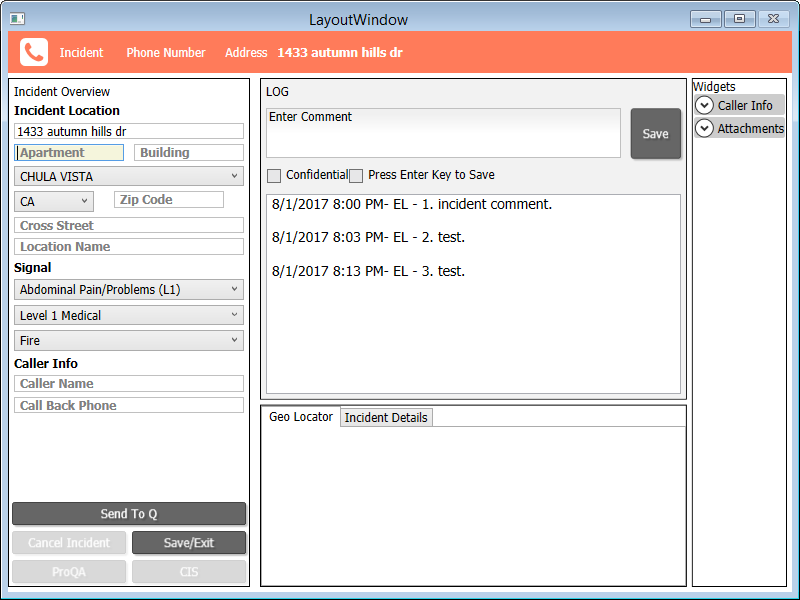 LayoutWindow
Incident Phone Number Address 1433 autumn hills dr
Incident Overview
Incident Location
1433 autumn hills dr
Apartment Building
CHULA VISTA
CA Zip Code
Cross Street
Location Name
Signal
Abdominal Pain/Problems (L1)
Level 1 Medical
Fire
Caller Info
Caller Name
Call Back Phone
Send To Q
Cancel Incident Save/Exit
ProQA CIS
LOG
Enter Comment
Save
Confidential Press Enter Key to Save
8/1/2017 8:00 PM- EL - 1. incident comment.
8/1/2017 8:03 PM- EL - 2. test.
8/1/2017 8:13 PM- EL - 3. test.
Geo Locator Incident Details
Widgets
Caller Info
Attachments